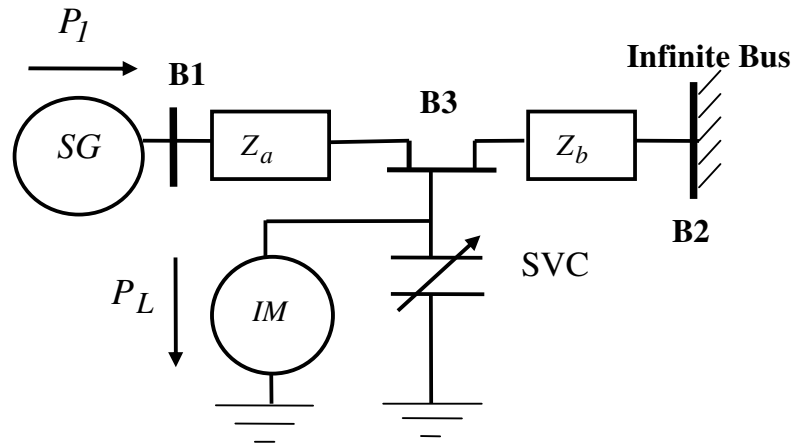 P1
Infinite Bus
B1
B3
SG
Za
Zb
B2
SVC
PL
IM